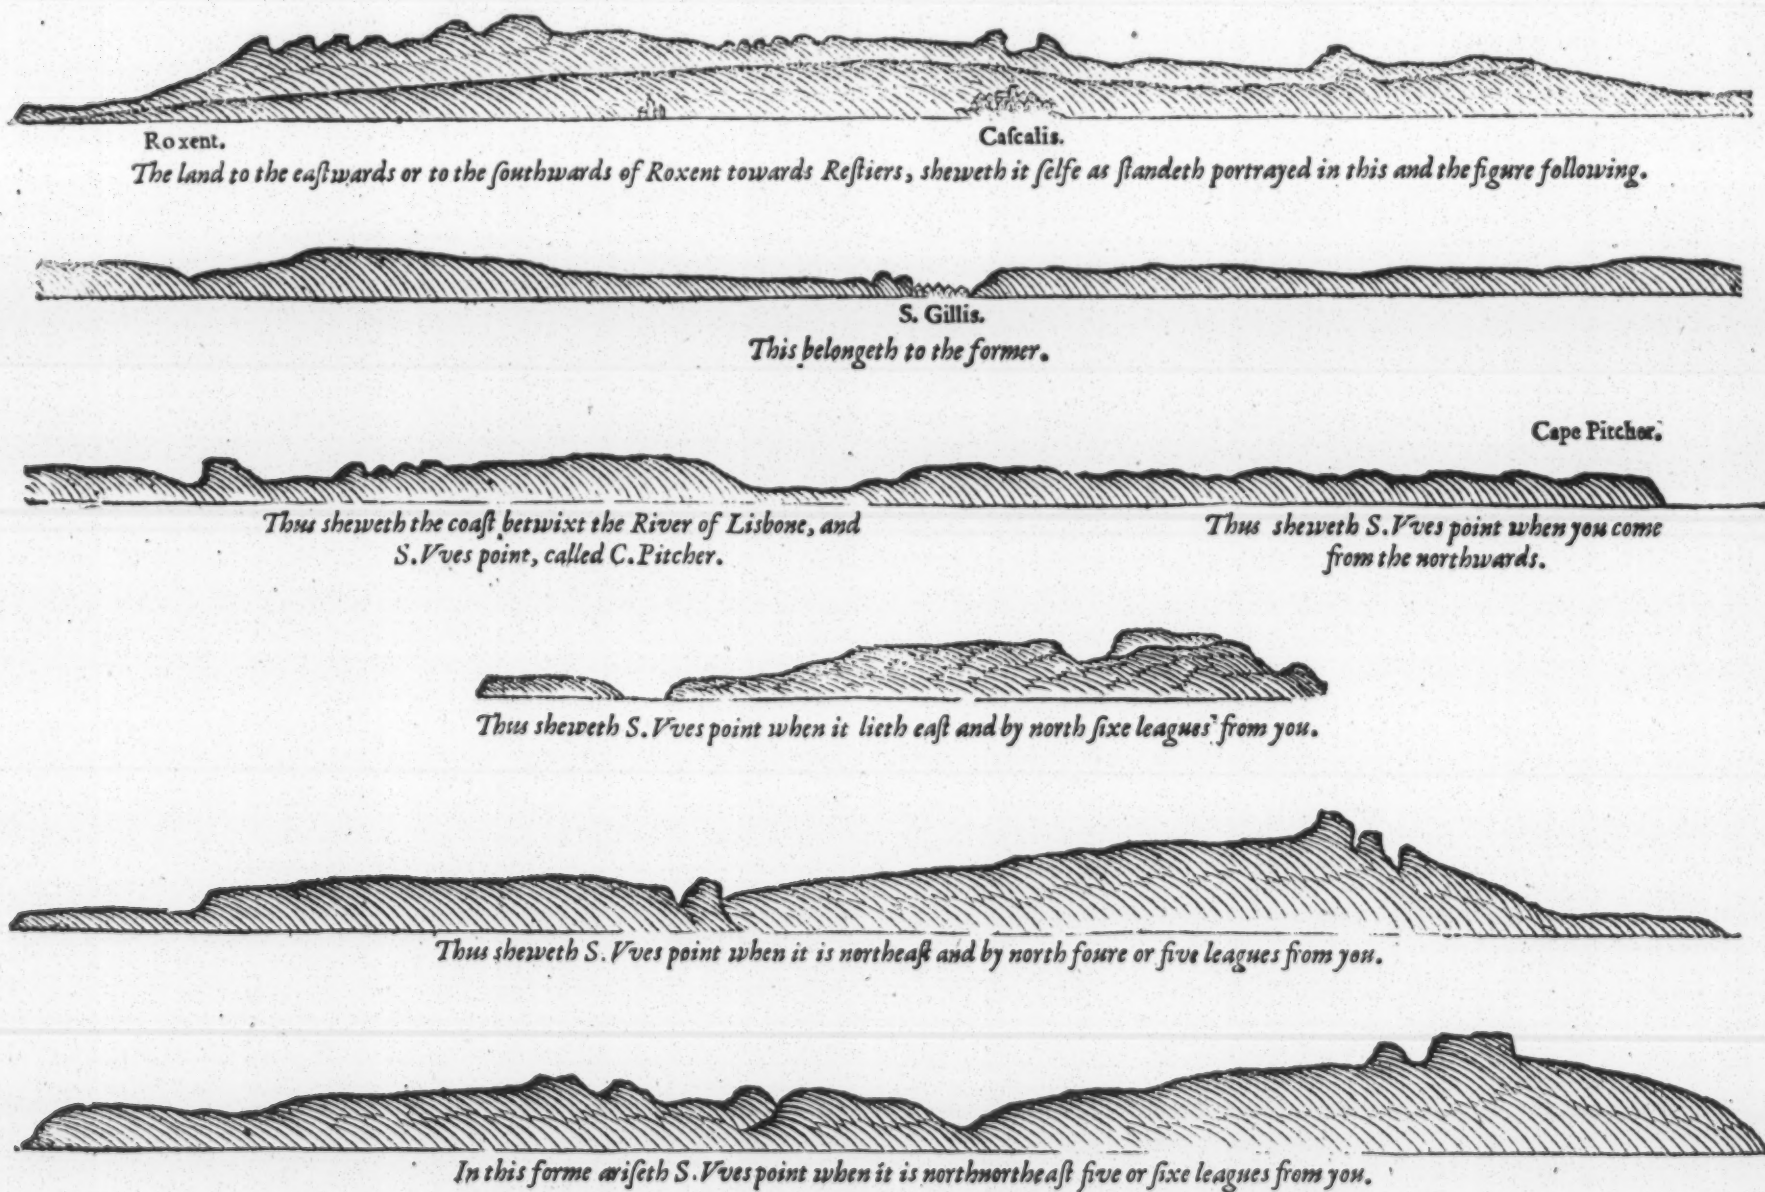 Roxent.
Caſcalis.
The land to the eaſtwards or to the ſouthwards of Roxent towards Reſtiers, sheweth it ſelfe as ſtandeth portrayed in this and the figure following.
S. Gillis.
This belongeth to the former.
Cape Pitcher.
Thus sheweth the coaſt betwixt the River of Lisbone, and
S. Vves point, called C. Pitcher.
Thus sheweth S. Vves point when you come
from the northwards.
Thus sheweth S. Vves point when it lieth eaſt and by north ſixe leagues from you.
Thus sheweth S. Vves point when it is northeaſt and by north foure or five leagues from you.
In this forme ariſeth S. Vves point when it is northnortheaſt five or ſixe leagues from you.